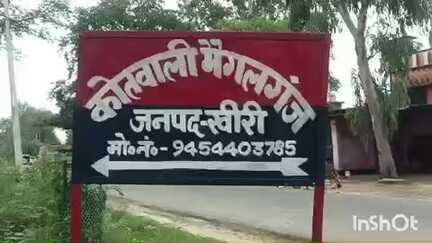 कोतवाली मैगलगंज
जनपद-खीरी
मो०नं०- 9454403785
InShOt